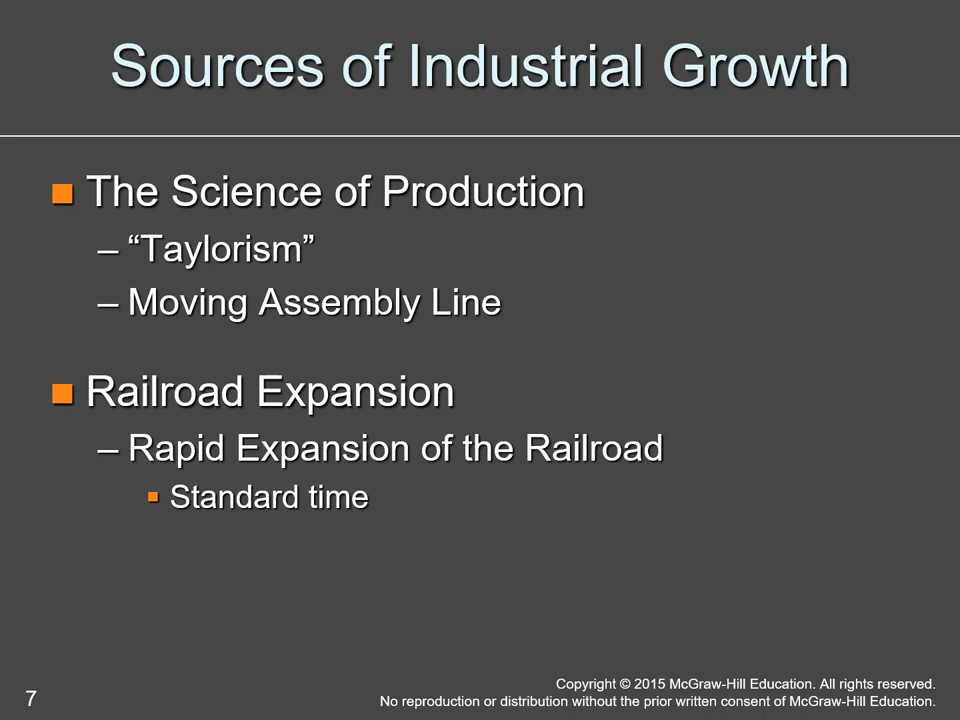 Sources of Industrial Growth
■ The Science of Production
– “Taylorism”
– Moving Assembly Line
■ Railroad Expansion
– Rapid Expansion of the Railroad
▪ Standard time
7
Copyright © 2015 McGraw-Hill Education. All rights reserved.
No reproduction or distribution without the prior written consent of McGraw-Hill Education.